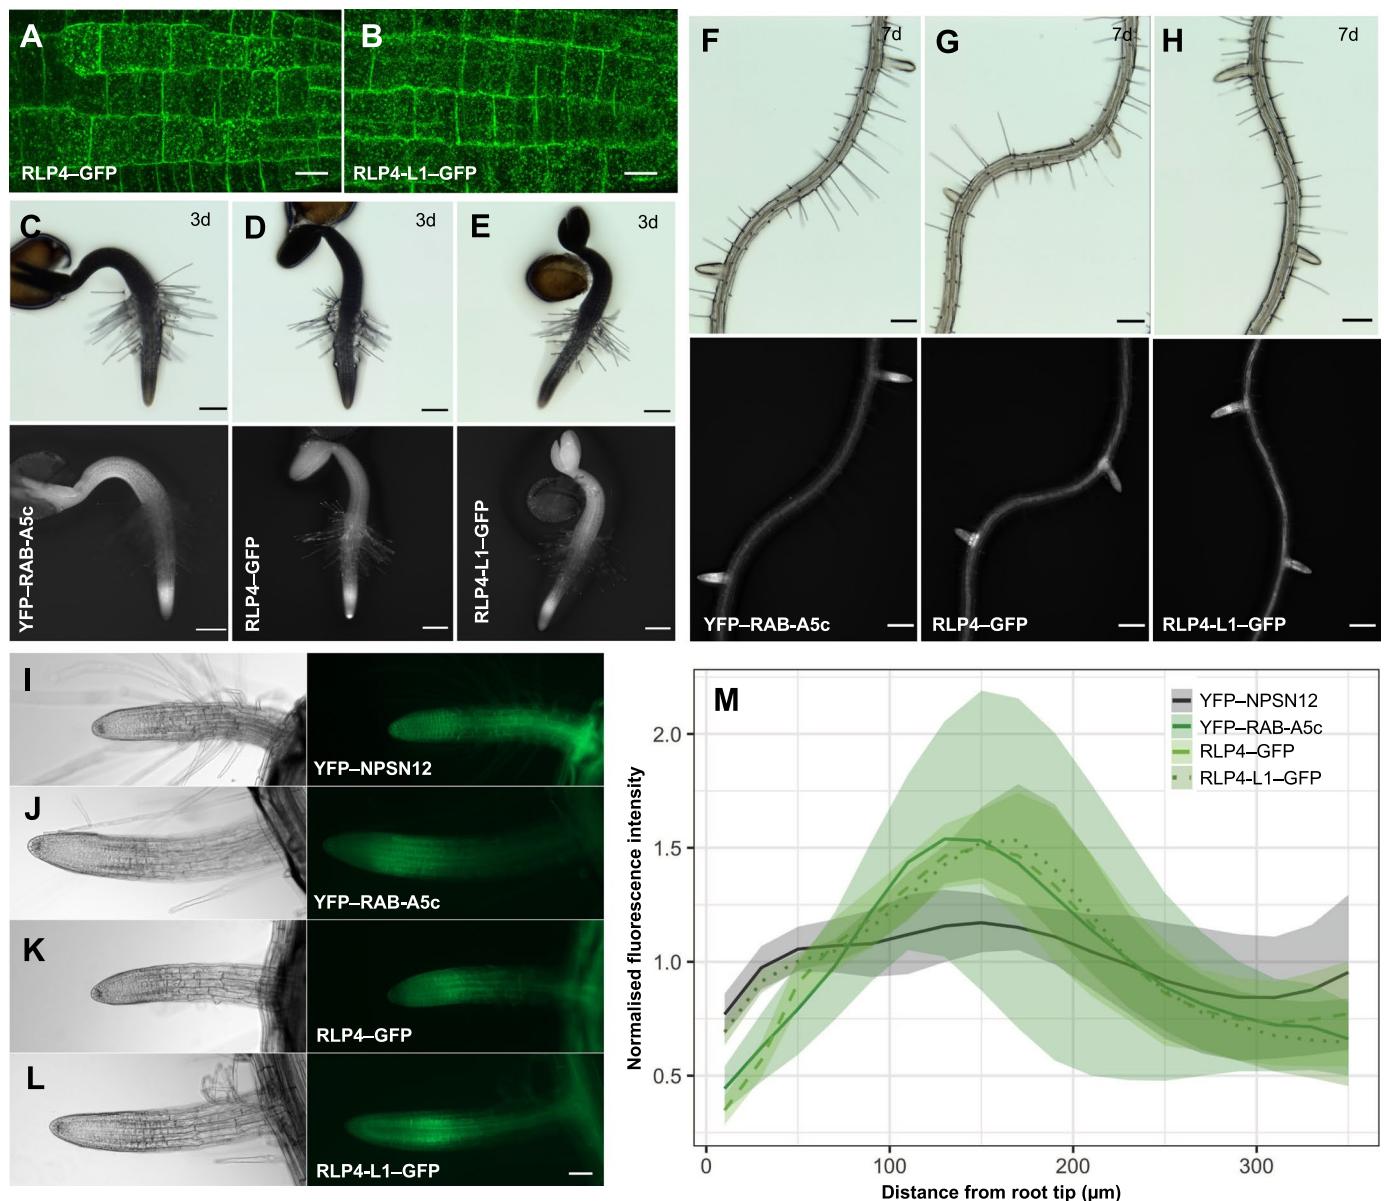 A
RLP4–GFP
B
RLP4-L1–GFP
C
3d
D
3d
E
3d
YFP–RAB-A5c
RLP4–GFP
RLP4-L1–GFP
F
7d
G
7d
H
7d
YFP–RAB-A5c
RLP4–GFP
RLP4-L1–GFP
I
YFP–NPSN12
J
YFP–RAB-A5c
K
RLP4–GFP
L
RLP4-L1–GFP
M
YFP–NPSN12
YFP–RAB-A5c
RLP4–GFP
RLP4-L1–GFP
Normalised fluorescence intensity
2.0
1.5
1.0
0.5
0
100
200
300
Distance from root tip (µm)